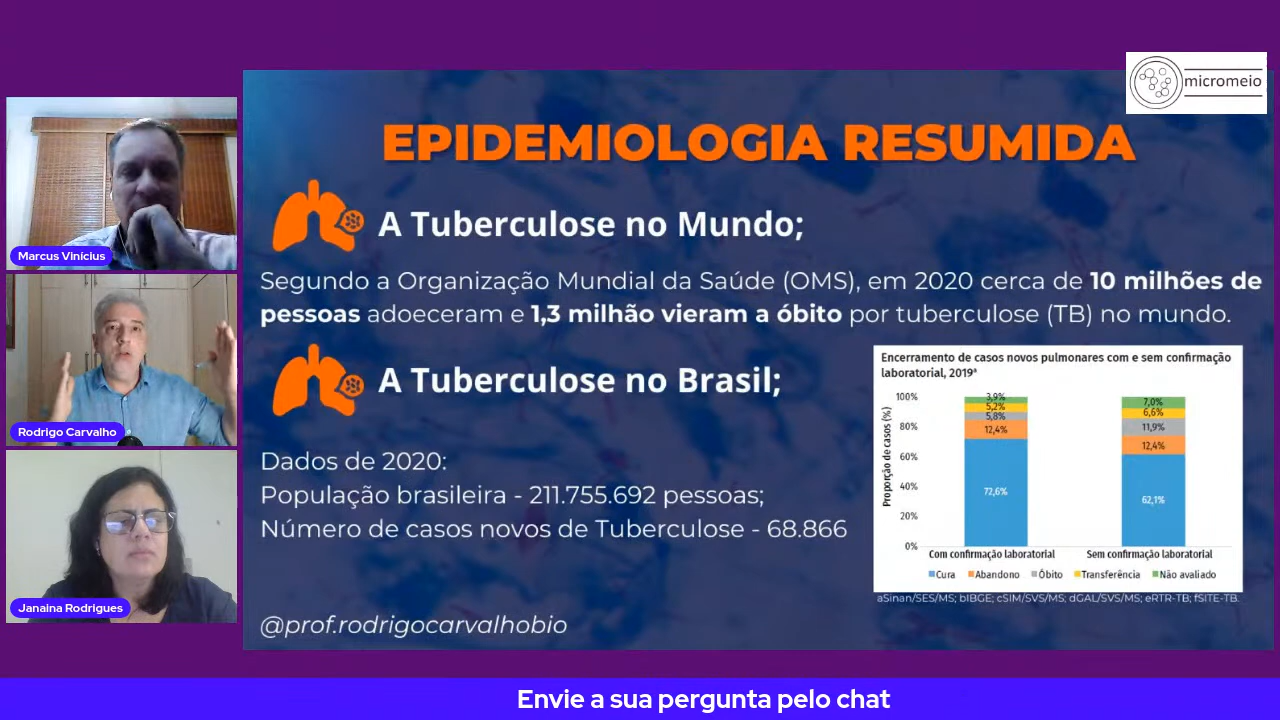 micromeio
EPIDEMIOLOGIA RESUMIDA
A Tuberculose no Mundo;
Segundo a Organização Mundial da Saúde (OMS), em 2020 cerca de 10 milhões de
pessoas adoeceram e 1,3 milhão vieram a óbito por tuberculose (TB) no mundo.
A Tuberculose no Brasil;
Dados de 2020:
População brasileira - 211.755.692 pessoas;
Número de casos novos de Tuberculose - 68.866
@prof.rodrigocarvalhobio
Encerramento de casos novos pulmonares com e sem confirmação
laboratorial, 2019ª
Proporção de casos (%)
100%
80%
60%
40%
20%
0%
3,9%
5,2%
5,8%
12,4%
72,6%
7,0%
6,6%
11,9%
12,4%
62,1%
Com confirmação laboratorial Sem confirmação laboratorial
Cura Abandono Óbito Transferência Não avaliado
aSinan/SES/MS; bIBGE; cSIM/SVS/MS; dGAL/SVS/MS; eRTR-TB; fSITE-TB.
Marcus Vinícius
Rodrigo Carvalho
Janaina Rodrigues
Envie a sua pergunta pelo chat